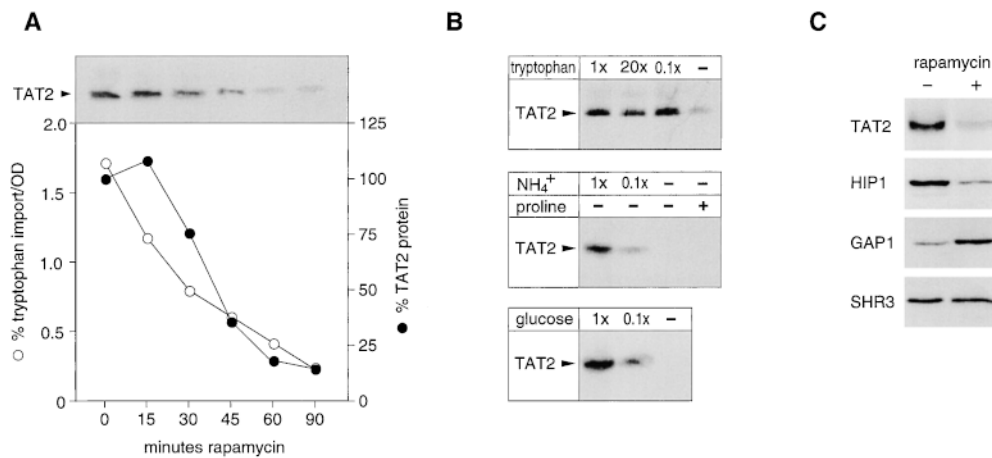 A
TAT2
2.0
1.5
1.0
0.5
0
% tryptophan import/OD
125
100
75
50
25
0
% TAT2 protein
0 15 30 45 60 90
minutes rapamycin
B
tryptophan 1x 20x 0.1x –
TAT2
NH4+ 1x 0.1x – –
proline – – – +
TAT2
glucose 1x 0.1x –
TAT2
C
rapamycin
– +
TAT2
HIP1
GAP1
SHR3